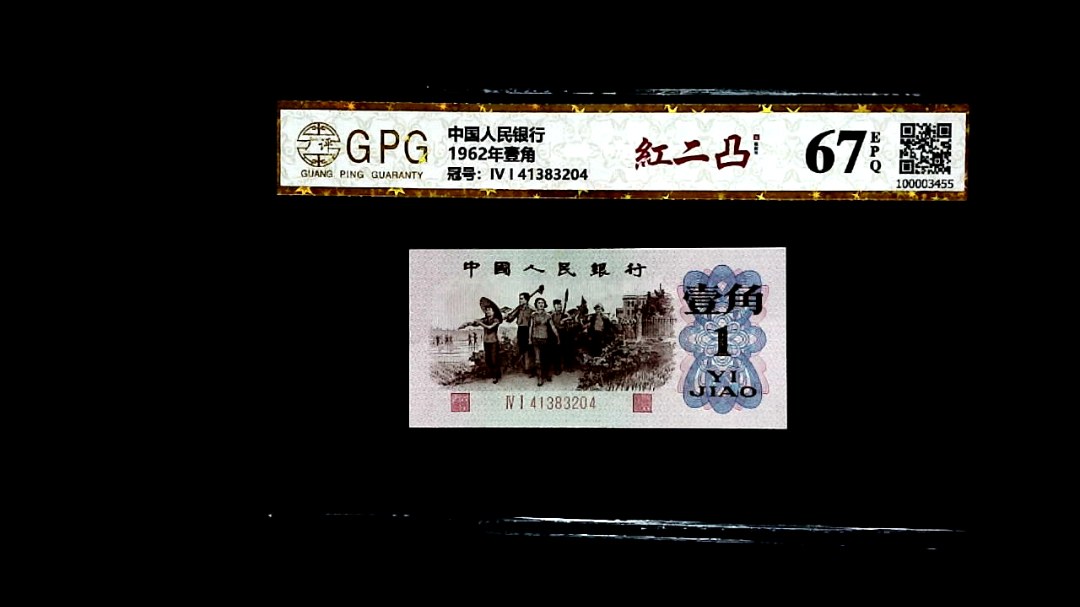 GPG
GUANG PING GUARANTY
中国人民银行
1962年壹角
冠号：IV I 41383204
紅二凸
67
EPQ
100003455
中國人民銀行
壹角
1
YI
JIAO
IV I 41383204